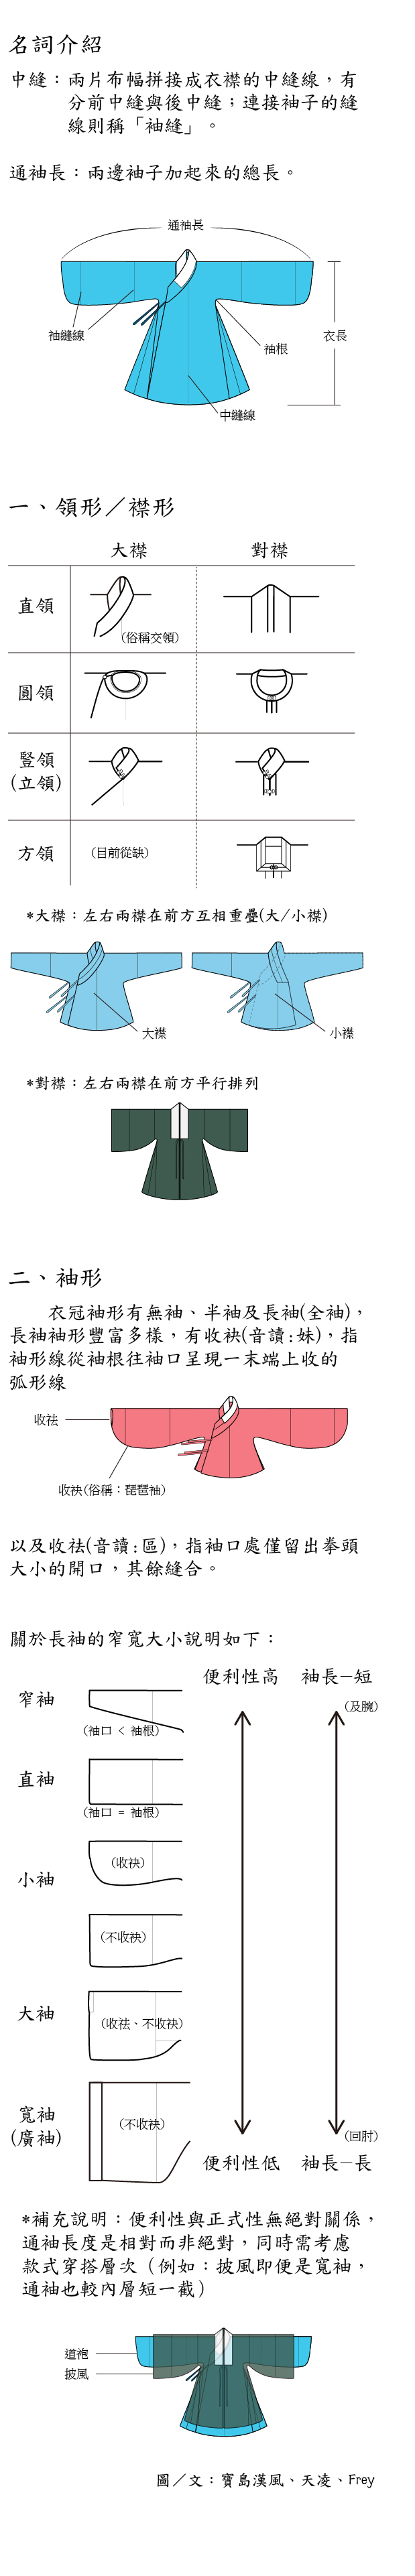 名詞介紹
中縫：兩片布幅拼接成衣襟的中縫線，有
分前中縫與後中縫；連接袖子的縫
線則稱「袖縫」。
通袖長：兩邊袖子加起來的總長。
通袖長
袖縫線
袖根
衣長
中縫線
一、領形／襟形
大襟 對襟
直領
(俗稱交領)
圓領
豎領
(立領)
方領
(目前從缺)
*大襟：左右兩襟在前方互相重疊(大/小襟)
大襟
小襟
*對襟：左右兩襟在前方平行排列
二、袖形
衣冠袖形有無袖、半袖及長袖(全袖)，
長袖袖形豐富多樣，有收袂(音讀:妹)，指
袖形線從袖根往袖口呈現一末端上收的
弧形線
收祛
收袂(俗稱：琵琶袖)
以及收祛(音讀:區)，指袖口處僅留出拳頭
大小的開口，其餘縫合。
關於長袖的窄寬大小說明如下：
便利性高 袖長—短
(及腕)
窄袖
(袖口 < 袖根)
直袖
(袖口 = 袖根)
小袖
(收袂)
(不收袂)
大袖
(收祛、不收袂)
寬袖
(廣袖)
(不收袂)
(回肘)
便利性低 袖長—長
*補充說明：便利性與正式性無絕對關係，
通袖長度是相對而非絕對，同時需考慮
款式穿搭層次（例如：披風即便是寬袖，
通袖也較內層短一截）
道袍
披風
圖／文：寶島漢風、天凌、Frey